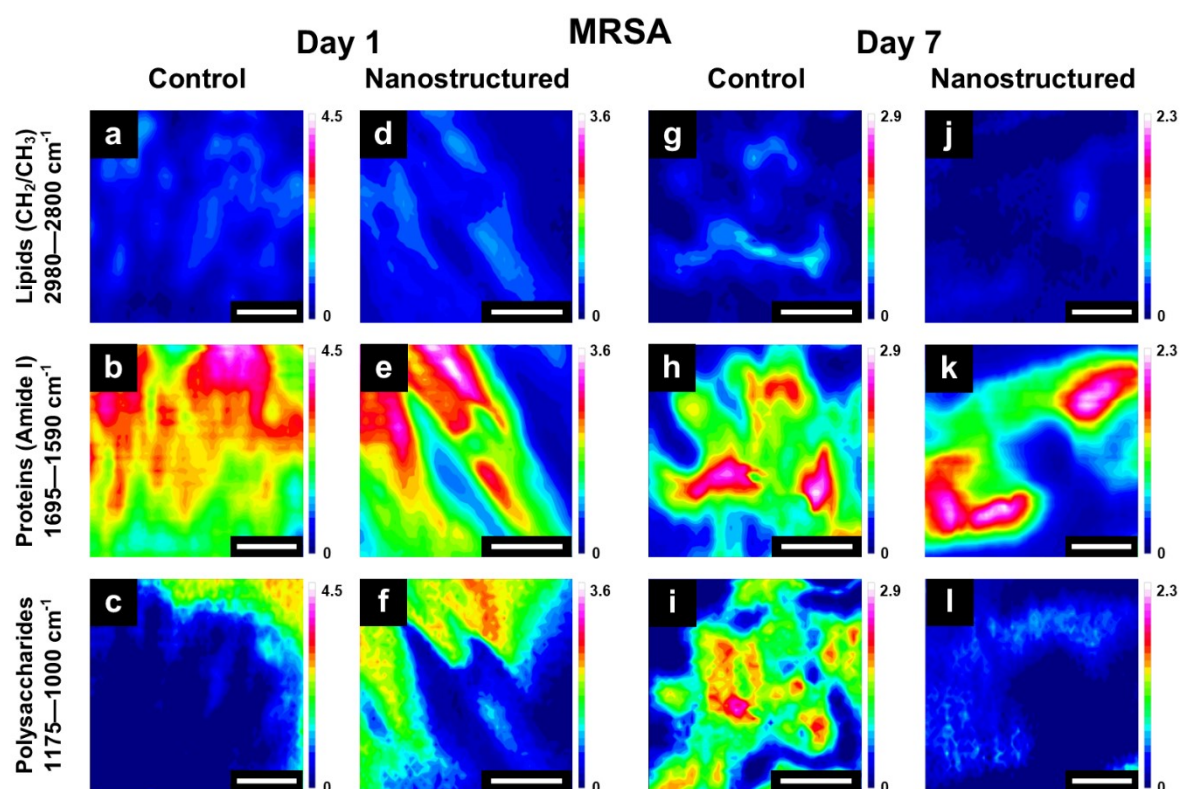 MRSA
Day 1 Day 7
Control Nanostructured Control Nanostructured
Lipids (CH₂/CH₃)
2980—2800 cm⁻¹
a 4.5 0 d 3.6 0 g 2.9 0 j 2.3 0
Proteins (Amide I)
1695—1590 cm⁻¹
b 4.5 0 e 3.6 0 h 2.9 0 k 2.3 0
Polysaccharides
1175—1000 cm⁻¹
c 4.5 0 f 3.6 0 i 2.9 0 l 2.3 0